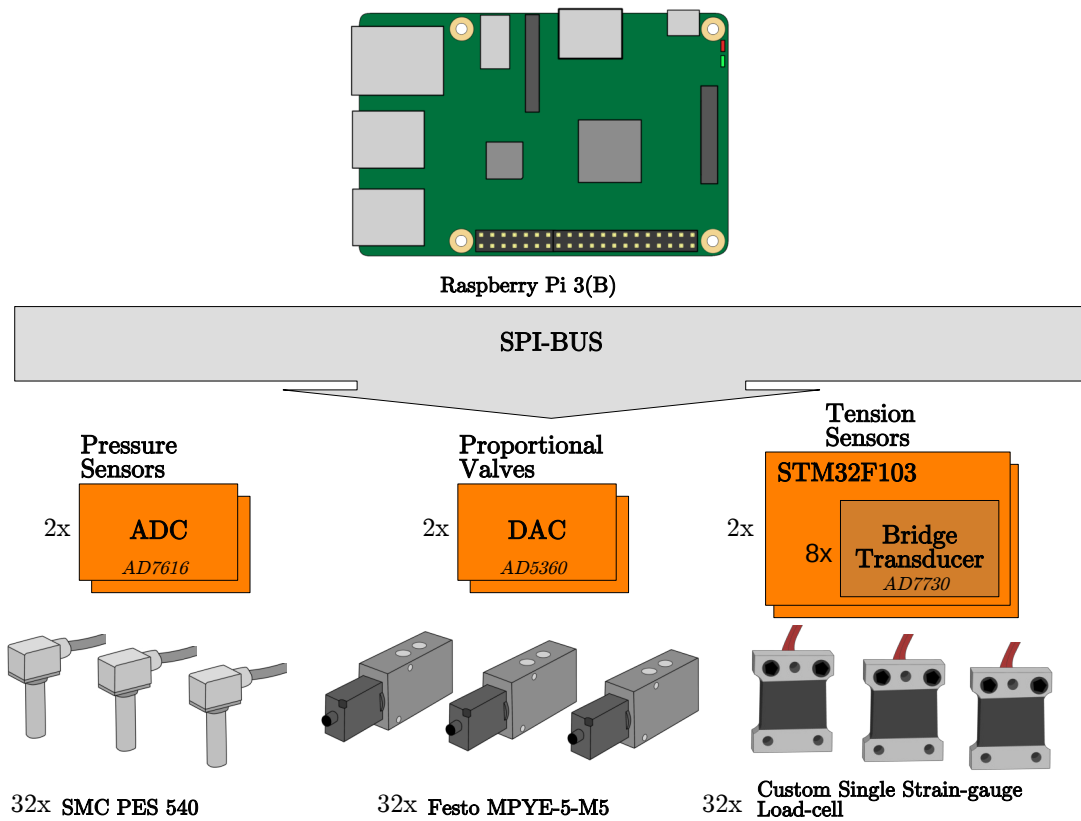 Raspberry Pi 3(B)
SPI-BUS
Pressure
Sensors
2x
ADC
AD7616
Proportional
Valves
2x
DAC
AD5360
Tension
Sensors
STM32F103
2x
8x
Bridge
Transducer
AD7730
32x SMC PES 540
32x Festo MPYE-5-M5
32x Custom Single Strain-gauge
Load-cell